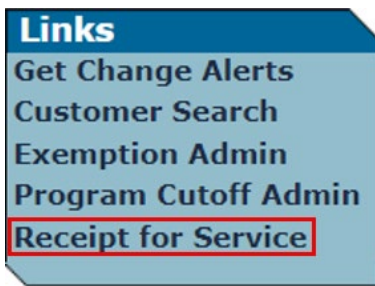 Links
Get Change Alerts
Customer Search
Exemption Admin
Program Cutoff Admin
Receipt for Service